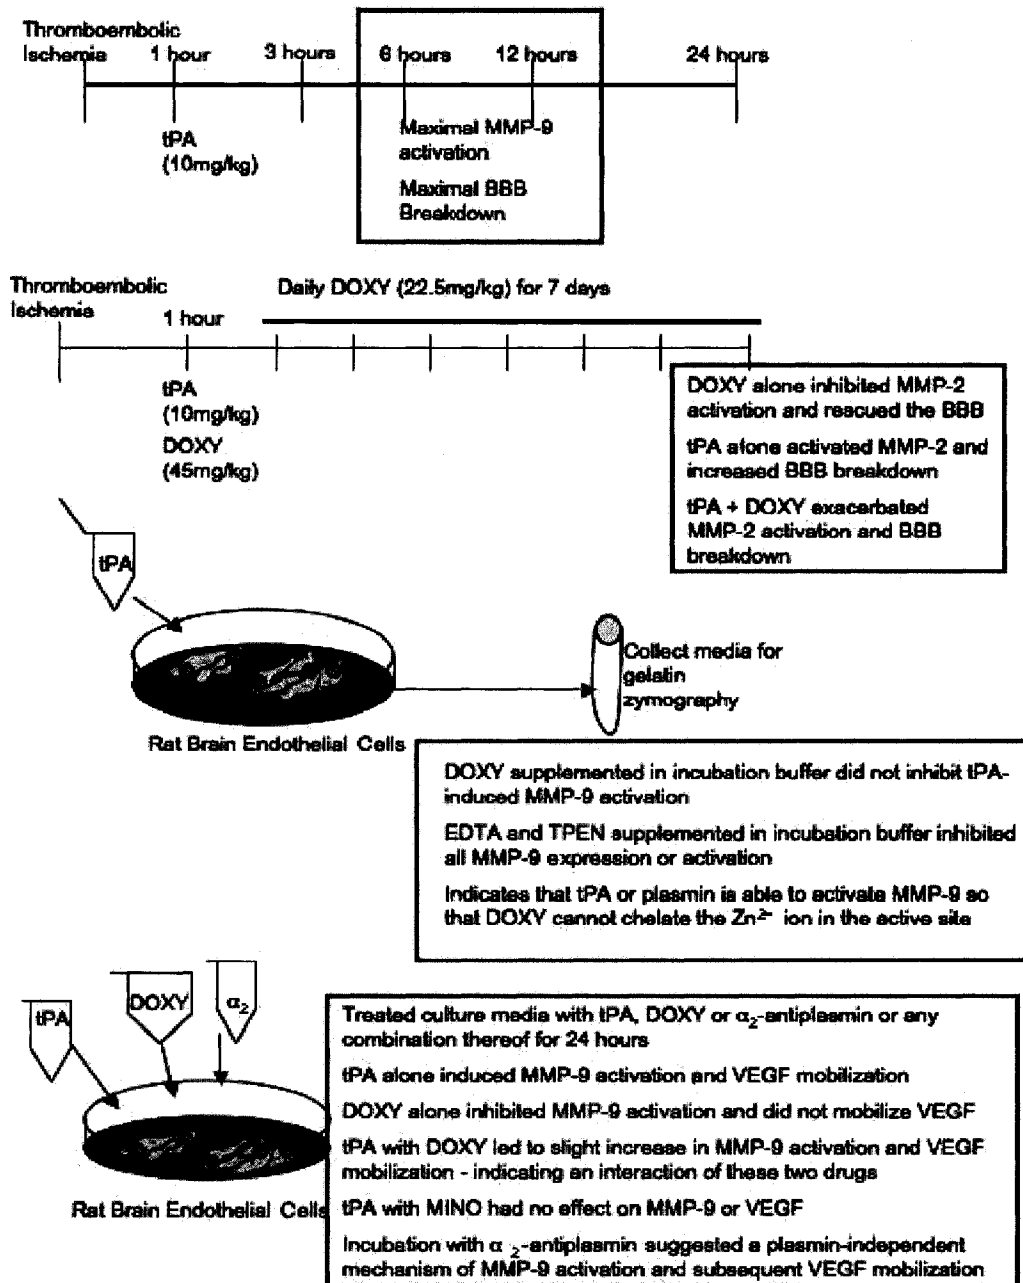 Thromboembolic
Ischemia 1 hour 3 hours 6 hours 12 hours 24 hours
tPA
(10mg/kg)
Maximal MMP-9
activation
Maximal BBB
Breakdown
Thromboembolic
Ischemia
Daily DOXY (22.5mg/kg) for 7 days
1 hour
tPA
(10mg/kg)
DOXY
(45mg/kg)
DOXY alone inhibited MMP-2
activation and rescued the BBB
tPA alone activated MMP-2 and
increased BBB breakdown
tPA + DOXY exacerbated
MMP-2 activation and BBB
breakdown
tPA
Collect media for
gelatin
zymography
Rat Brain Endothelial Cells
DOXY supplemented in incubation buffer did not inhibit tPA-
induced MMP-9 activation
EDTA and TPEN supplemented in incubation buffer inhibited
all MMP-9 expression or activation
Indicates that tPA or plasmin is able to activate MMP-9 so
that DOXY cannot chelate the Zn²⁺ ion in the active site
tPA
DOXY
α₂
Rat Brain Endothelial Cells
Treated culture media with tPA, DOXY or α₂-antiplasmin or any
combination thereof for 24 hours
tPA alone induced MMP-9 activation and VEGF mobilization
DOXY alone inhibited MMP-9 activation and did not mobilize VEGF
tPA with DOXY led to slight increase in MMP-9 activation and VEGF
mobilization - indicating an interaction of these two drugs
tPA with MINO had no effect on MMP-9 or VEGF
Incubation with α ₂-antiplasmin suggested a plasmin-independent
mechanism of MMP-9 activation and subsequent VEGF mobilization